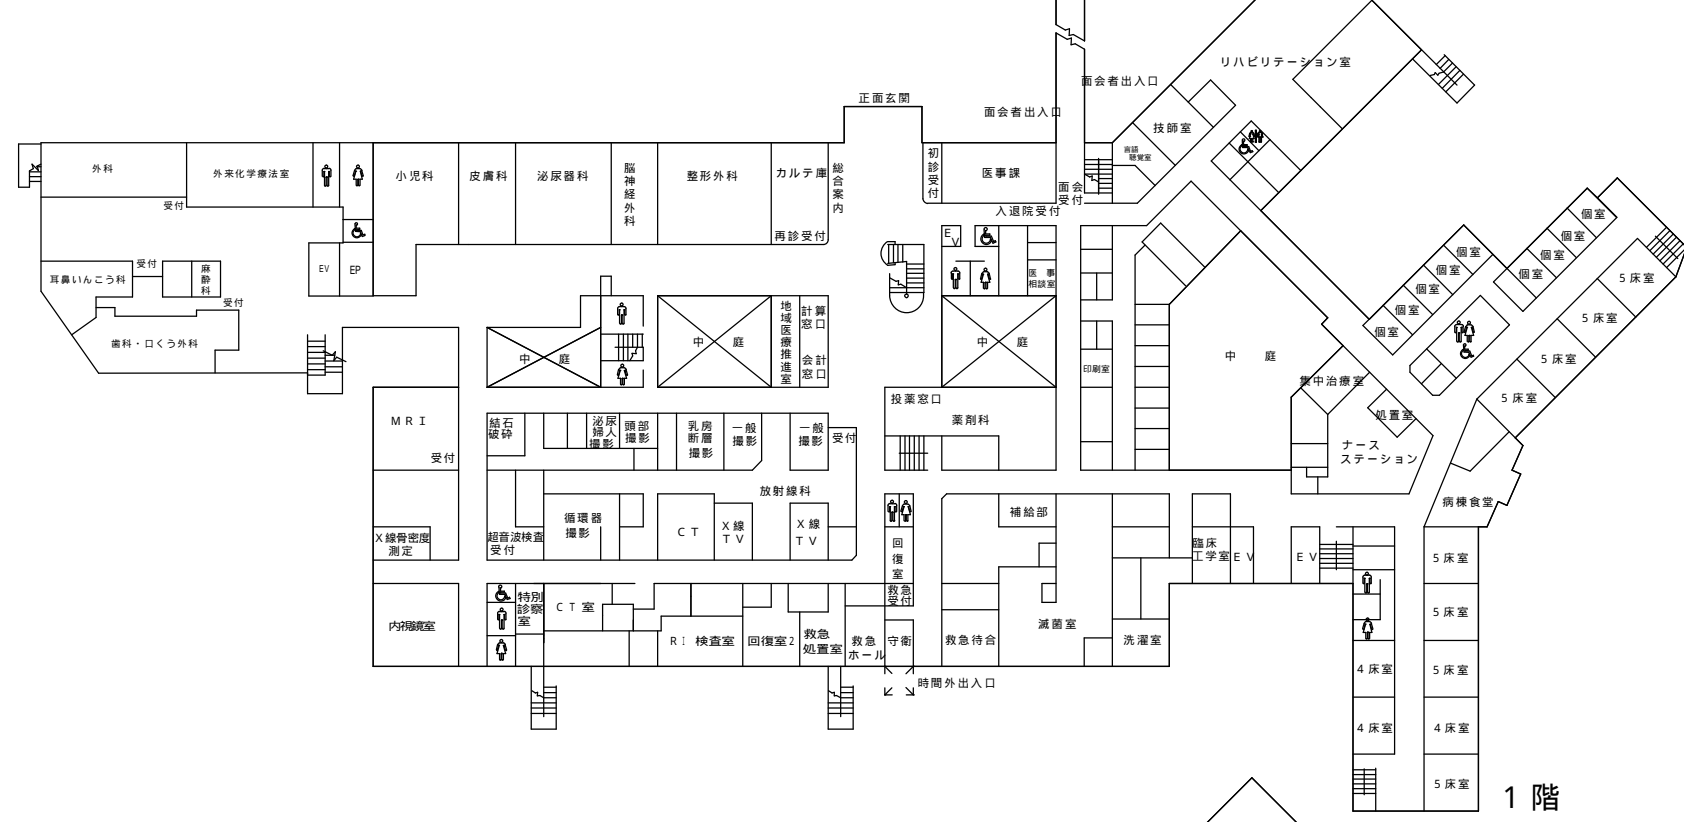 リハビリテーション室
面会者出入口
正面玄関
面会者出入口
技師室
言語
聴覚室
外科
外来化学療法室
小児科
皮膚科
泌尿器科
脳神経外科
整形外科
カルテ庫
総合案内
初診受付
医事課
面会
受付
受付
入退院受付
再診受付
EV
EP
EV
耳鼻いんこう科
受付
麻酔科
受付
歯科・口くう外科
医 事
相談室
個室
個室
個室
個室
個室
個室
個室
個室
個室
5床室
5床室
5床室
5床室
中 庭
中 庭
地域医療推進室
計算
窓口
会計
窓口
中 庭
印刷室
中 庭
集中治療室
処置室
ナース
ステーション
病棟食堂
MRI
受付
結石
破砕
泌尿
婦人
撮影
頭部
撮影
乳房
断層
撮影
一般
撮影
一般
撮影
受付
投薬窓口
薬剤科
放射線科
X線骨密度
測定
超音波検査
受付
循環器
撮影
CT
X線
TV
X線
TV
回復室
救急
受付
補給部
臨床
工学室
EV
EV
内視鏡室
特別
診察
室
CT室
RI 検査室
回復室2
救急
処置室
救急
ホール
守衛
救急待合
滅菌室
洗濯室
時間外出入口
5床室
5床室
4床室
5床室
4床室
4床室
5床室
1階